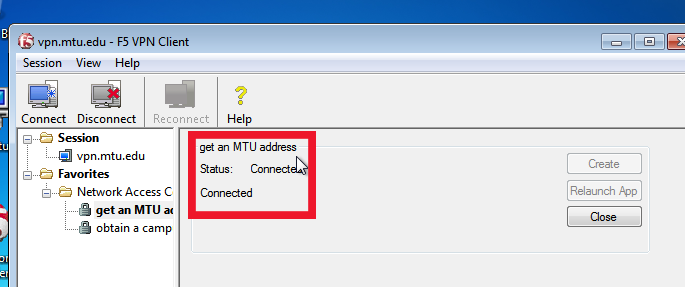 vpn.mtu.edu - F5 VPN Client
Session View Help
Connect Disconnect Reconnect Help
Session
vpn.mtu.edu
Favorites
Network Access C
get an MTU ad
obtain a camp
get an MTU address
Status: Connected
Connected
Create
Relaunch App
Close